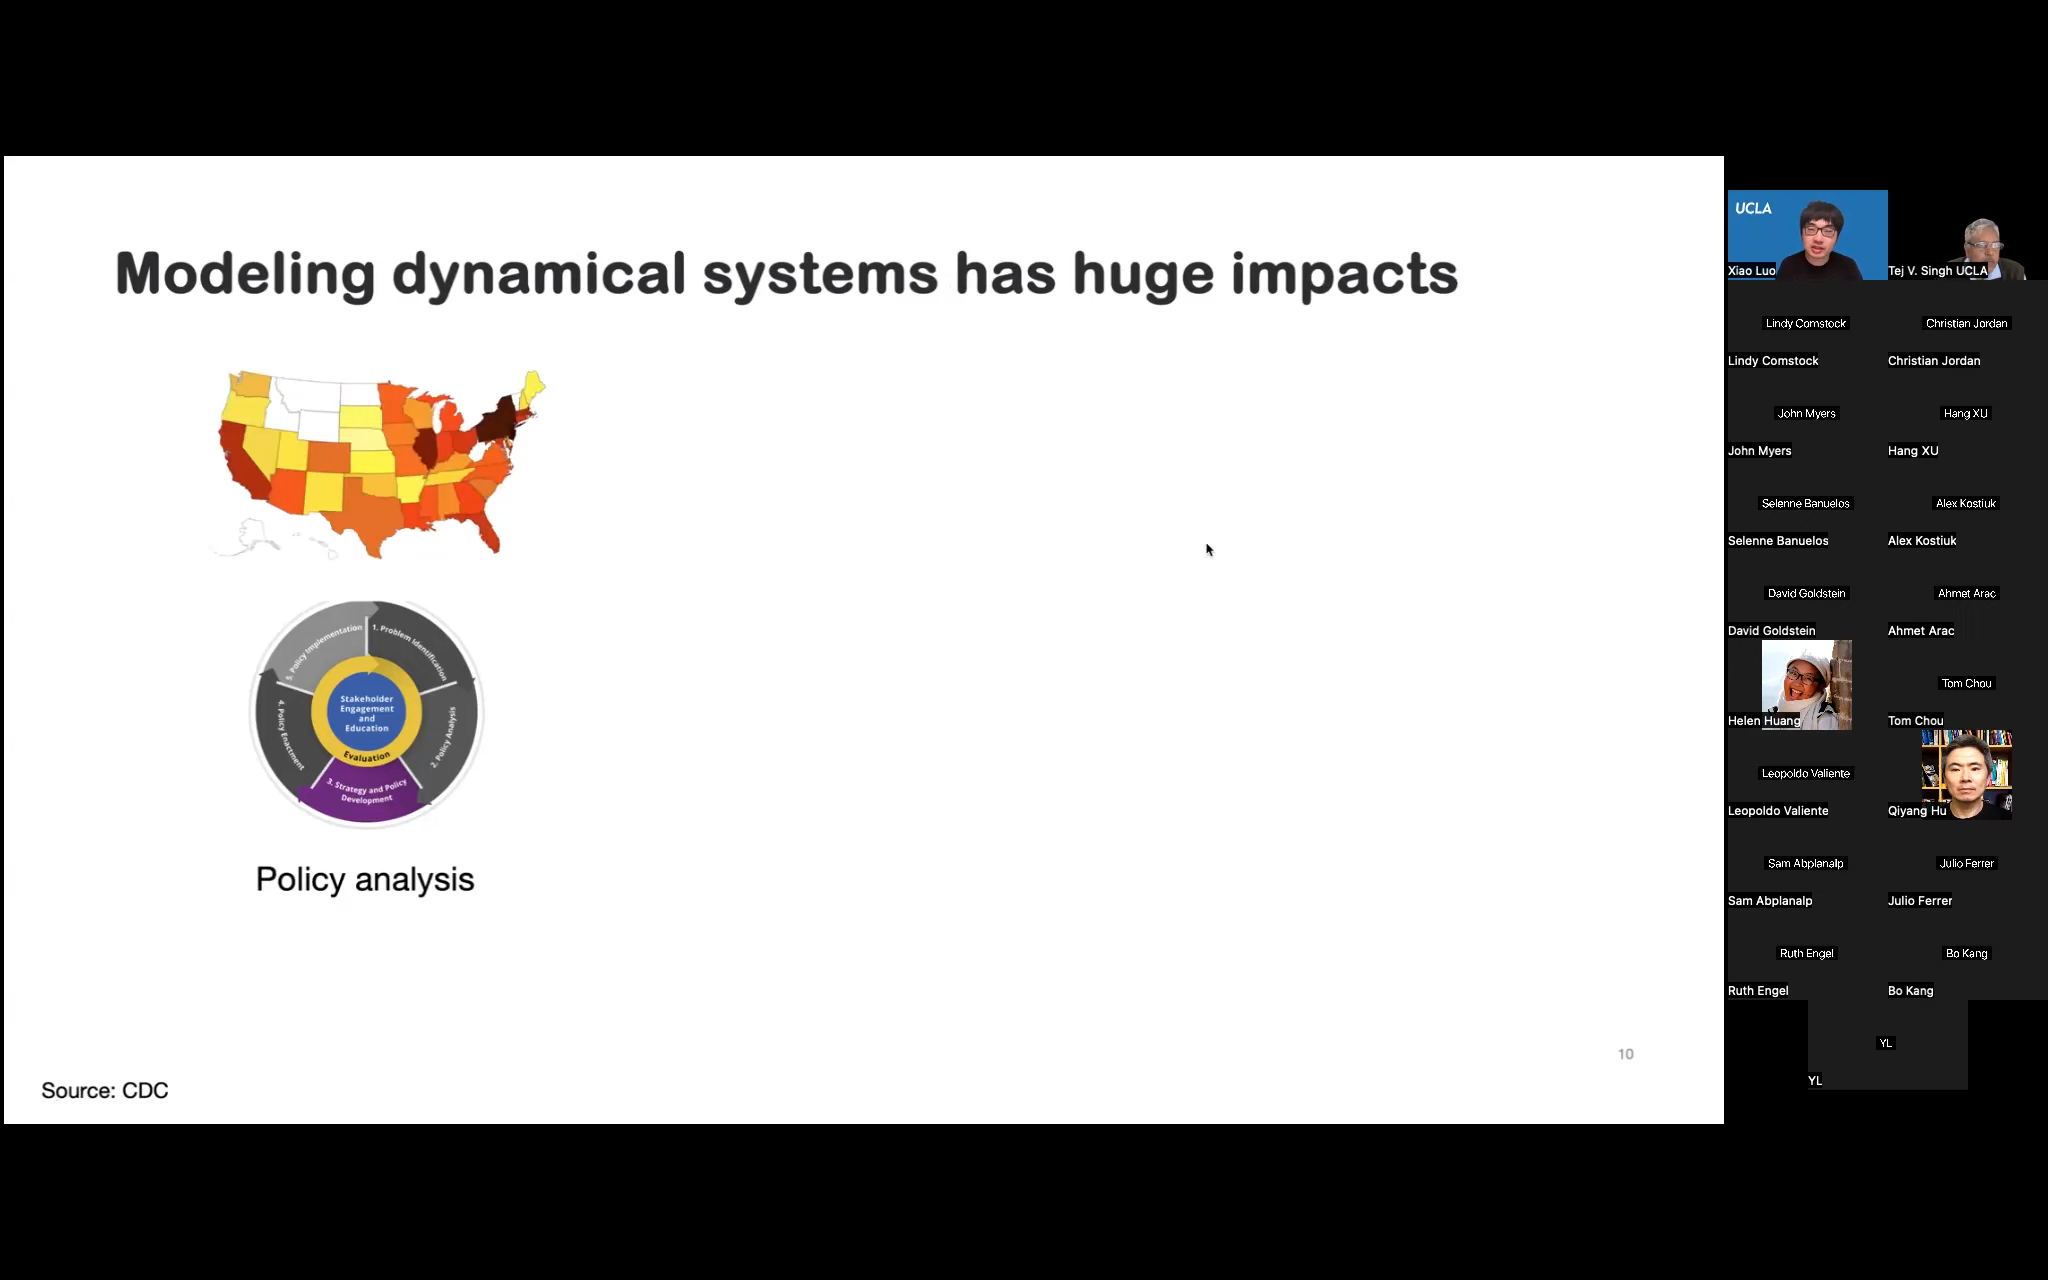 Modeling dynamical systems has huge impacts
1. Problem Identification
2. Policy Analysis
3. Strategy and Policy
Development
4. Policy Enactment
5. Policy Implementation
Stakeholder
Engagement
and
Education
Evaluation
Policy analysis
Source: CDC
10
UCLA
Xiao Luo
Tej V. Singh UCLA
Lindy Comstock
Lindy Comstock
Christian Jordan
Christian Jordan
John Myers
John Myers
Hang XU
Hang XU
Selenne Banuelos
Selenne Banuelos
Alex Kostiuk
Alex Kostiuk
David Goldstein
David Goldstein
Ahmet Arac
Ahmet Arac
Helen Huang
Tom Chou
Tom Chou
Leopoldo Valiente
Leopoldo Valiente
Qiyang Hu
Sam Abplanalp
Sam Abplanalp
Julio Ferrer
Julio Ferrer
Ruth Engel
Ruth Engel
Bo Kang
Bo Kang
YL
YL